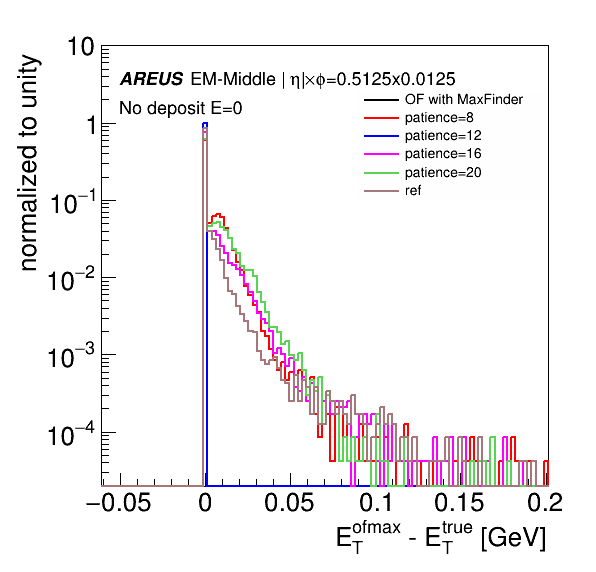 AREUS EM-Middle | η|×φ=0.5125x0.0125
No deposit E=0
OF with MaxFinder
patience=8
patience=12
patience=16
patience=20
ref
normalized to unity
10
1
10⁻¹
10⁻²
10⁻³
10⁻⁴
−0.05 0 0.05 0.1 0.15 0.2
E_T^ofmax - E_T^true [GeV]